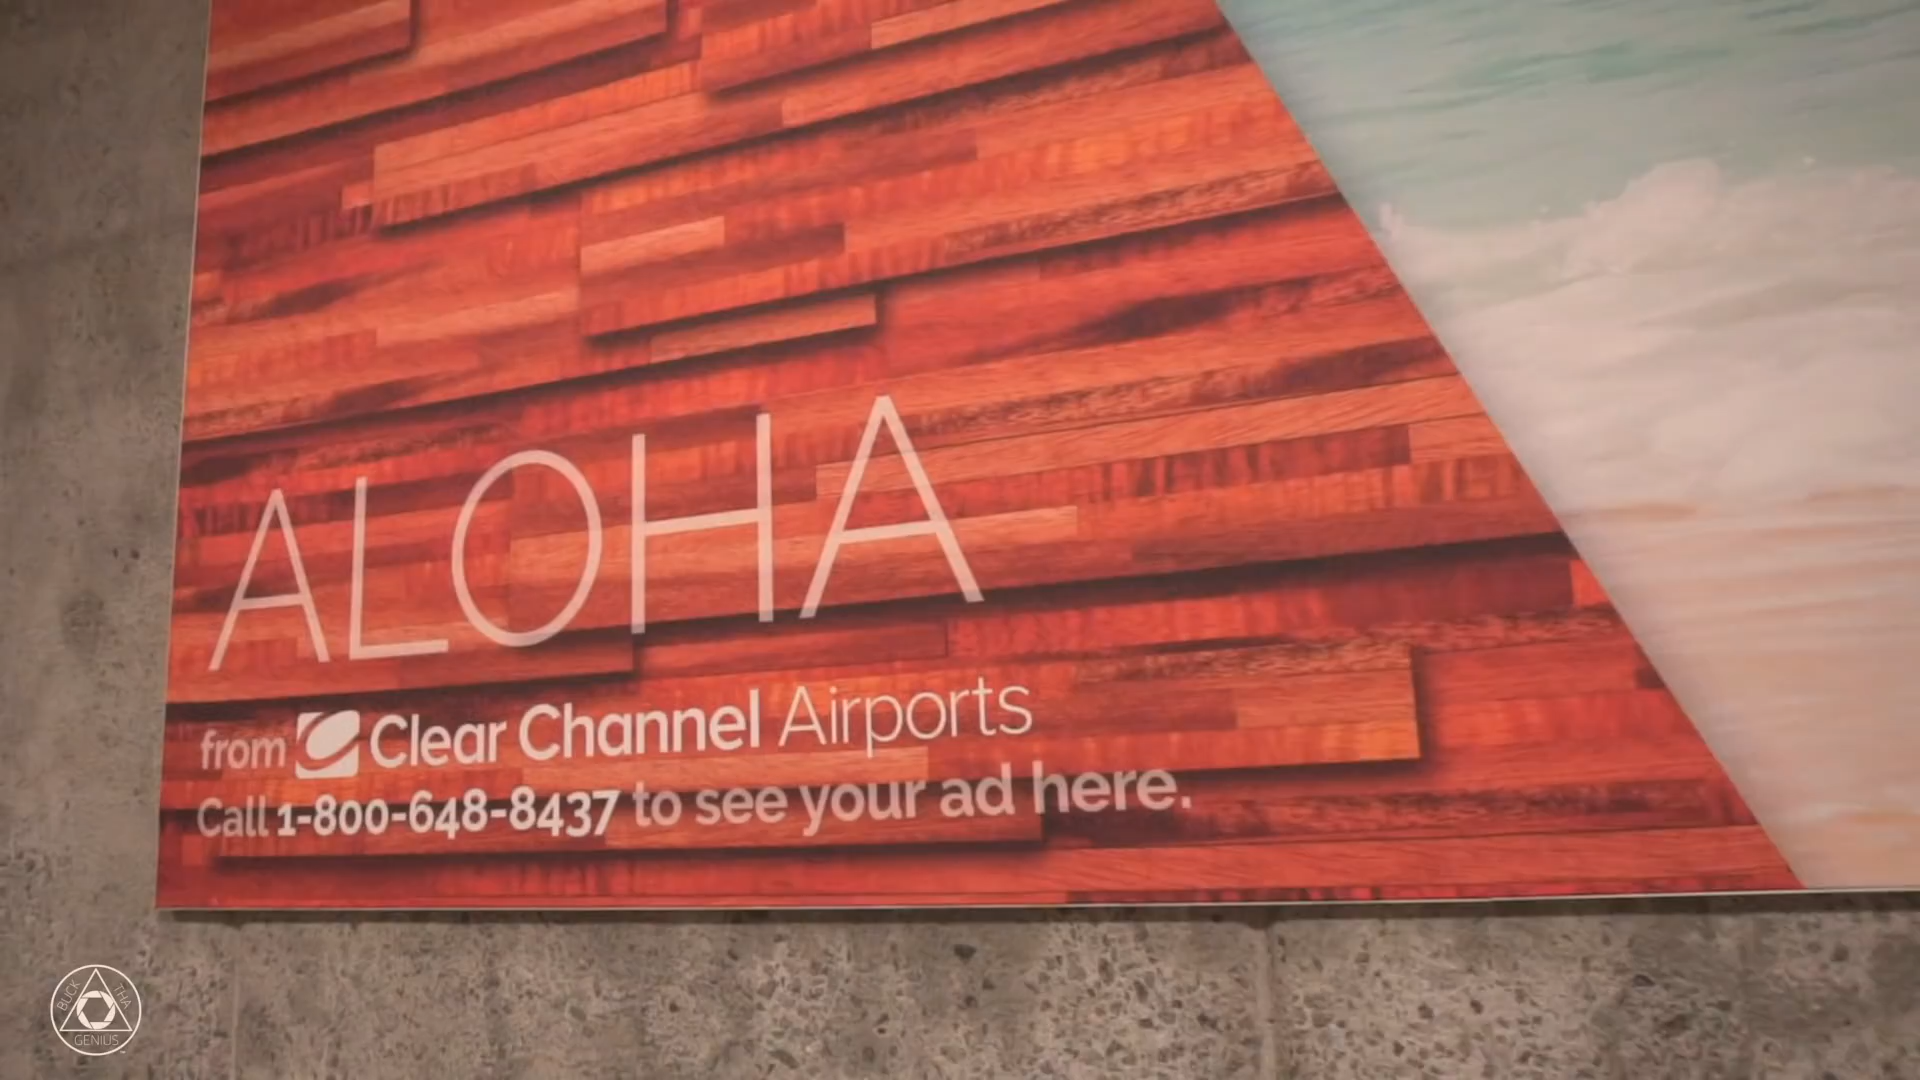 ALOHA
from Clear Channel Airports
Call 1-800-648-8437 to see your ad here.
BUCK THA
GENIUS